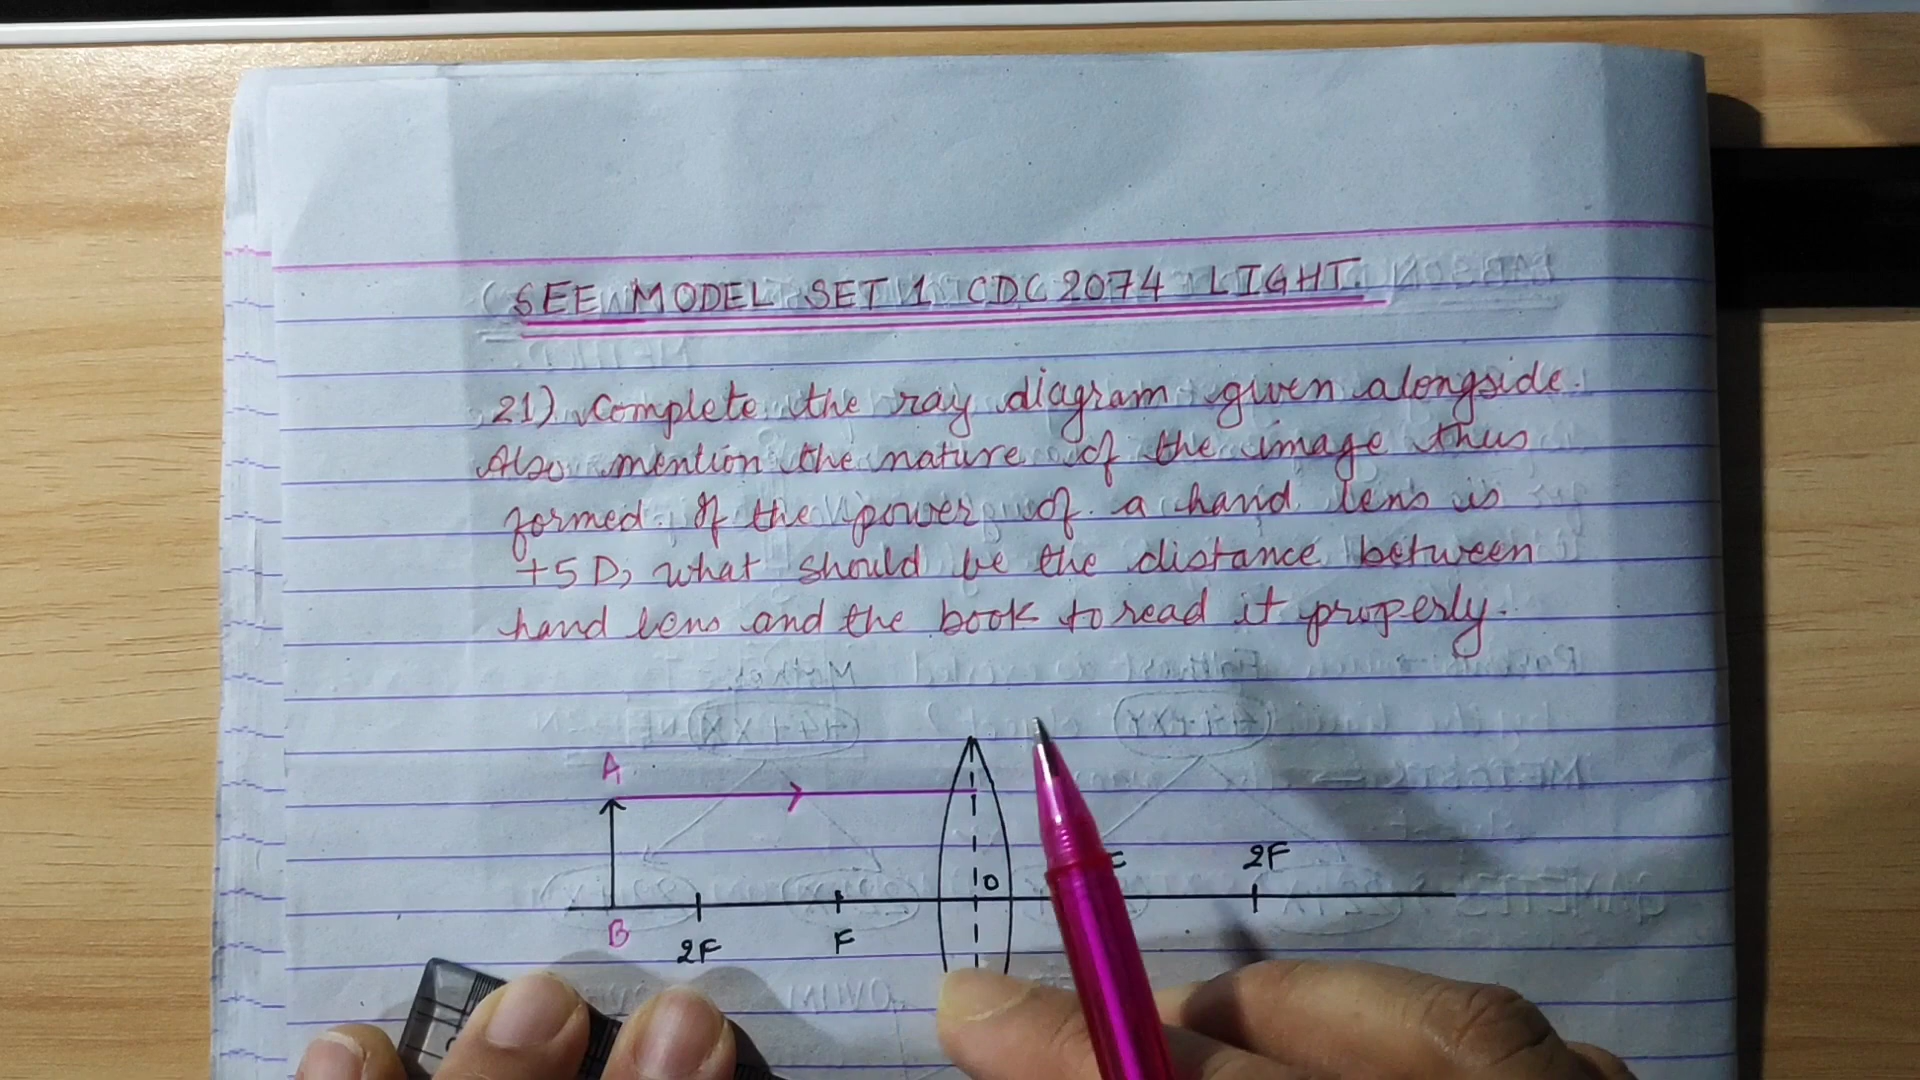 SEE MODEL SET 1 CDC 2074 LIGHT.
21) Complete the ray diagram given alongside.
Also mention the nature of the image thus
formed. If the power of a hand lens is
+5 D, what should be the distance between
hand lens and the book to read it properly.
A
2F
O
B
2F
F